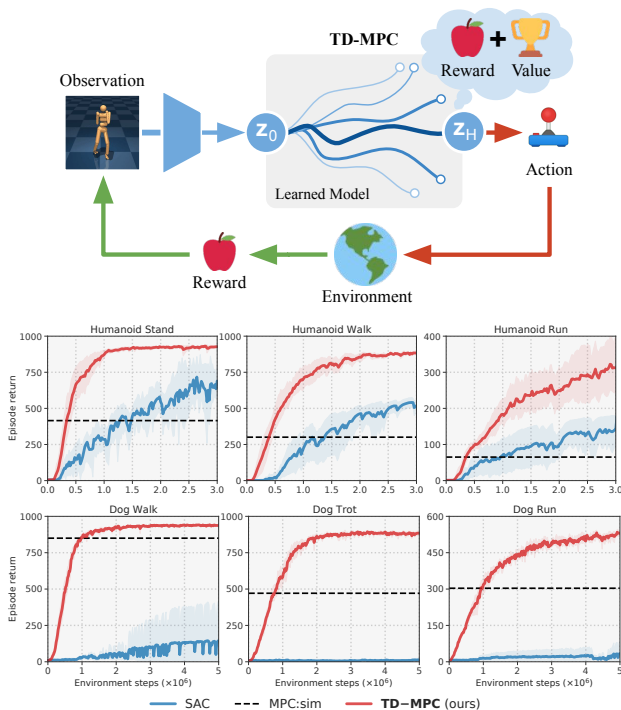 TD-MPC
Reward
Value
Observation
z0
zH
Learned Model
Action
Reward
Environment
Humanoid Stand
Humanoid Walk
Humanoid Run
Episode return
1000
750
500
250
0
0.0 0.5 1.0 1.5 2.0 2.5 3.0
1000
750
500
250
0
0.0 0.5 1.0 1.5 2.0 2.5 3.0
400
300
200
100
0
0.0 0.5 1.0 1.5 2.0 2.5 3.0
Dog Walk
Dog Trot
Dog Run
Episode return
1000
750
500
250
0
0 1 2 3 4 5
1000
750
500
250
0
0 1 2 3 4 5
600
450
300
150
0
0 1 2 3 4 5
Environment steps (×10⁶)
Environment steps (×10⁶)
Environment steps (×10⁶)
SAC
MPC:sim
TD−MPC (ours)